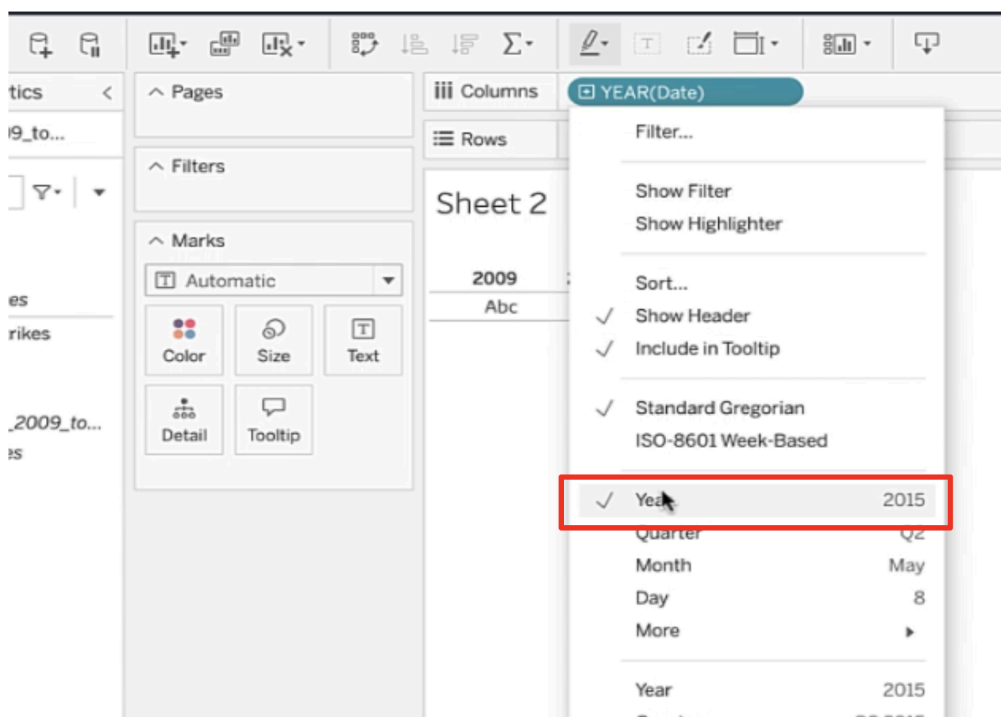 tics
Pages
Columns
YEAR(Date)
09_to...
Rows
Filter...
Filters
Show Filter
Sheet 2
Show Highlighter
Marks
Automatic
2009
Sort...
es
Abc
Show Header
rikes
Color
Size
Text
Include in Tooltip
Standard Gregorian
_2009_to...
Detail
Tooltip
ISO-8601 Week-Based
es
Year 2015
Quarter Q2
Month May
Day 8
More
Year 2015